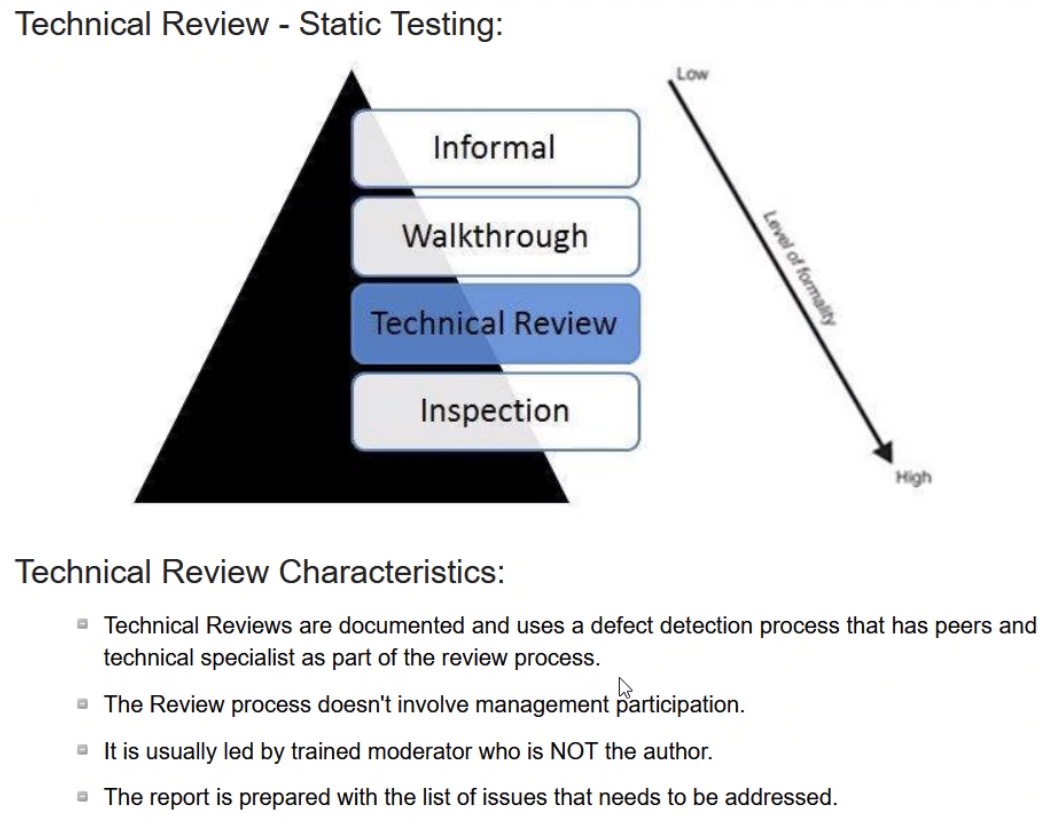 Technical Review - Static Testing:
Low
Informal
Walkthrough
Level of formality
Technical Review
Inspection
High
Technical Review Characteristics:
Technical Reviews are documented and uses a defect detection process that has peers and
technical specialist as part of the review process.
The Review process doesn't involve management participation.
It is usually led by trained moderator who is NOT the author.
The report is prepared with the list of issues that needs to be addressed.